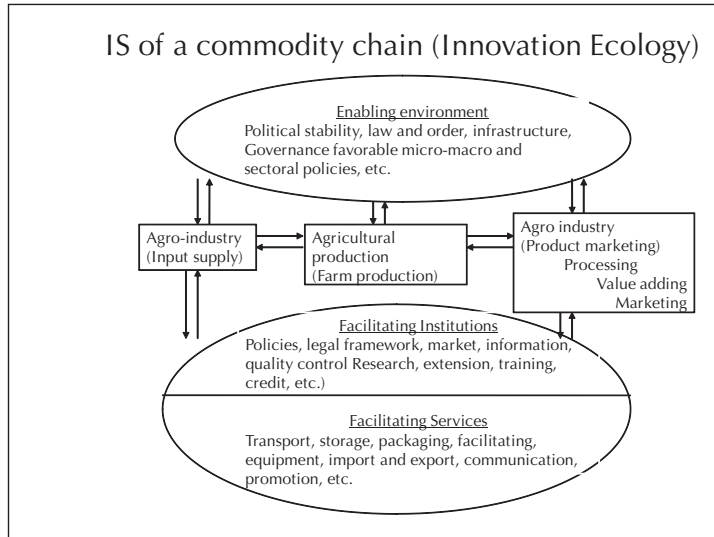 IS of a commodity chain (Innovation Ecology)
Enabling environment
Political stability, law and order, infrastructure,
Governance favorable micro-macro and
sectoral policies, etc.
Agro-industry
(Input supply)
Agricultural
production
(Farm production)
Agro industry
(Product marketing)
Processing
Value adding
Marketing
Facilitating Institutions
Policies, legal framework, market, information,
quality control Research, extension, training,
credit, etc.)
Facilitating Services
Transport, storage, packaging, facilitating,
equipment, import and export, communication,
promotion, etc.